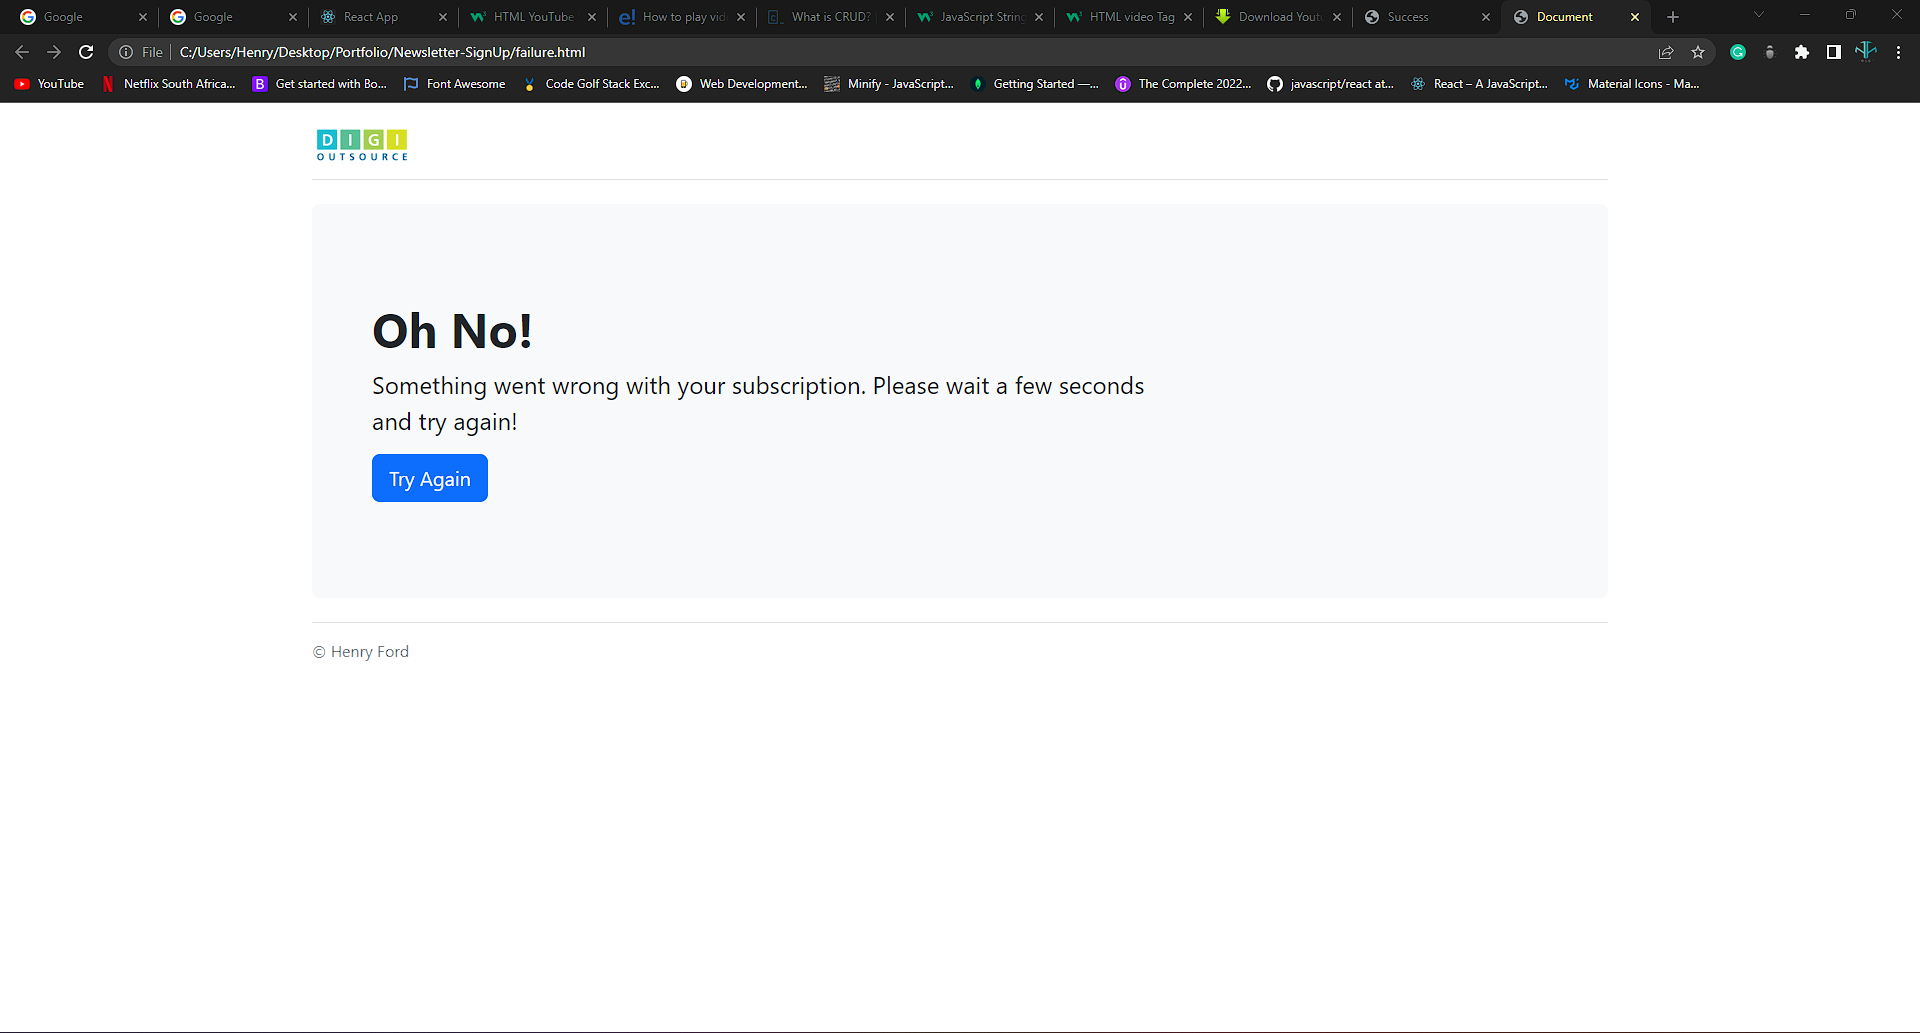 Google
Google
React App
HTML YouTube
How to play vid
What is CRUD?
JavaScript String
HTML video Tag
Download Yout
Success
Document
File
C:/Users/Henry/Desktop/Portfolio/Newsletter-SignUp/failure.html
YouTube
Netflix South Africa...
Get started with Bo...
Font Awesome
Code Golf Stack Exc...
Web Development...
Minify - JavaScript...
Getting Started —...
The Complete 2022...
javascript/react at...
React – A JavaScript...
Material Icons - Ma...
DIGI
OUTSOURCE
Oh No!
Something went wrong with your subscription. Please wait a few seconds
and try again!
Try Again
© Henry Ford